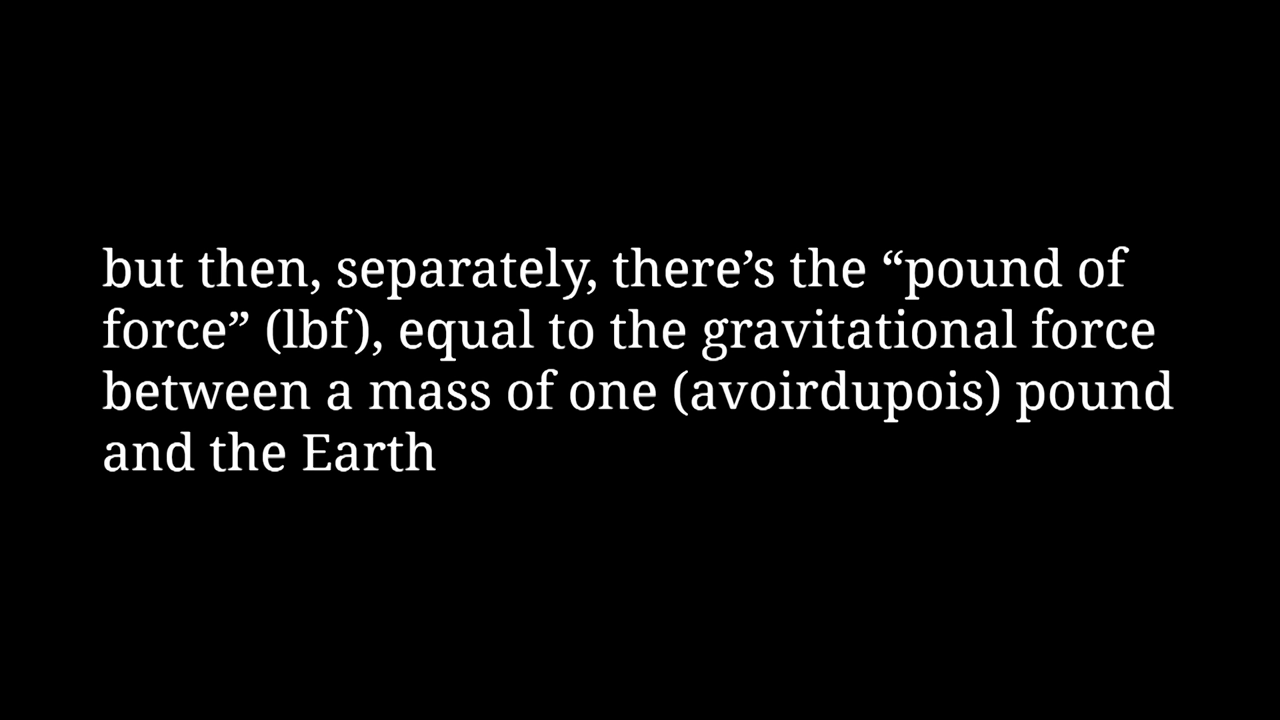 but then, separately, there’s the “pound of
force” (lbf), equal to the gravitational force
between a mass of one (avoirdupois) pound
and the Earth